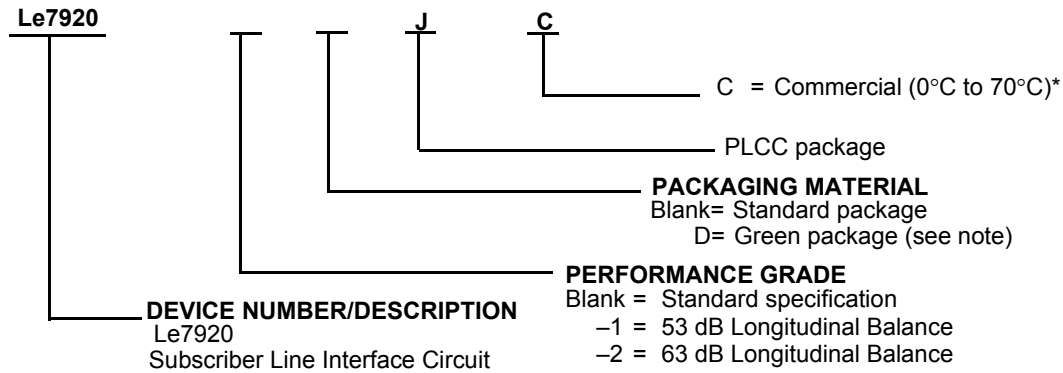 Le7920 J C
C = Commercial (0°C to 70°C)*
PLCC package
PACKAGING MATERIAL
Blank= Standard package
D= Green package (see note)
PERFORMANCE GRADE
Blank = Standard specification
–1 = 53 dB Longitudinal Balance
–2 = 63 dB Longitudinal Balance
DEVICE NUMBER/DESCRIPTION
Le7920
Subscriber Line Interface Circuit